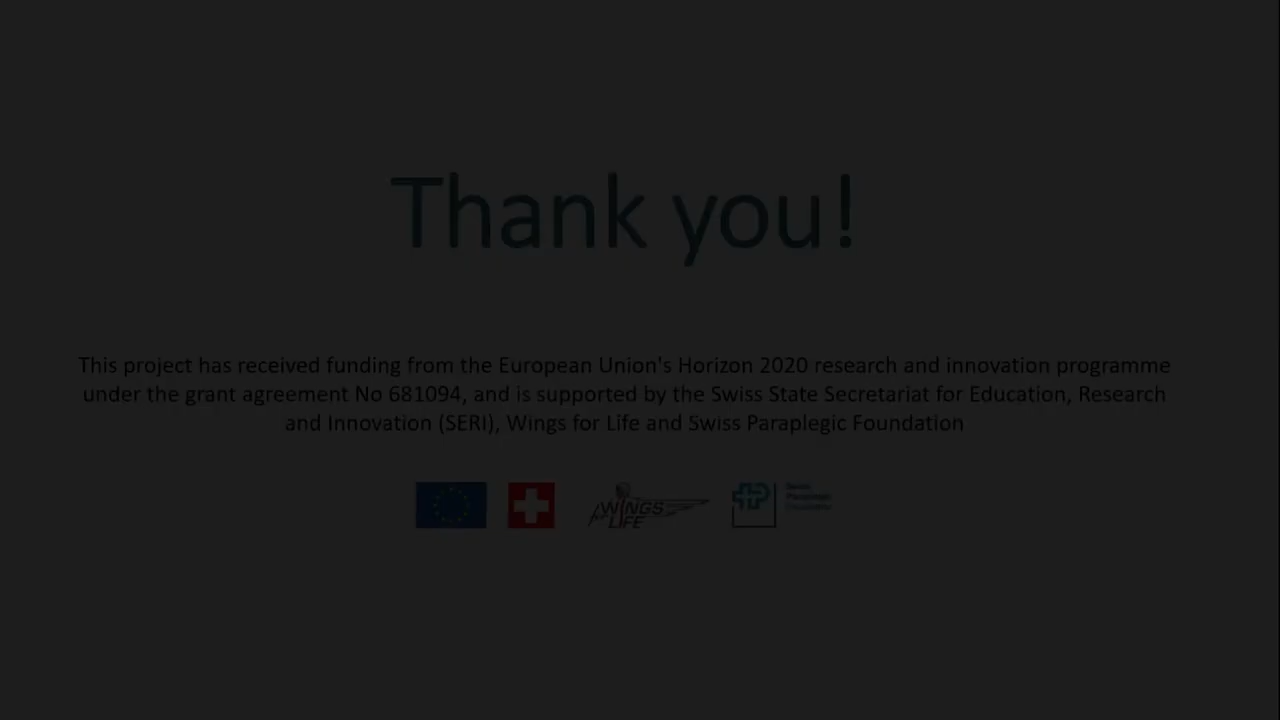 Thank you!
This project has received funding from the European Union's Horizon 2020 research and innovation programme
under the grant agreement No 681094, and is supported by the Swiss State Secretariat for Education, Research
and Innovation (SERI), Wings for Life and Swiss Paraplegic Foundation
WINGS
LIFE